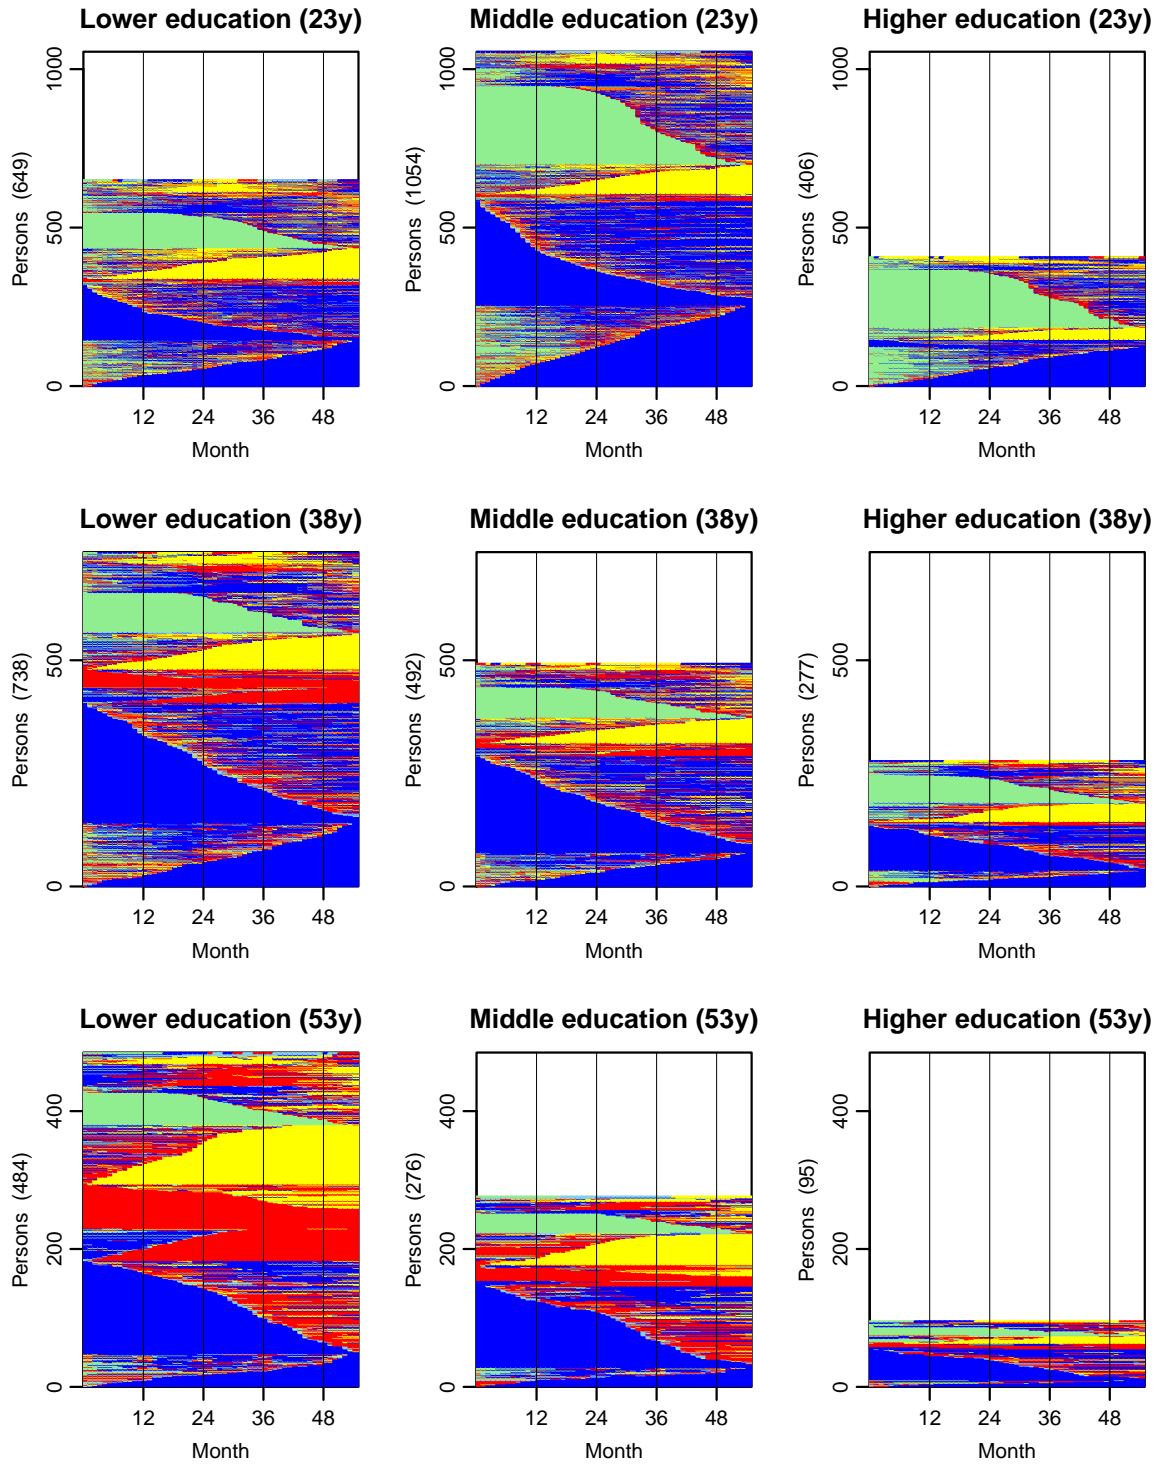 Lower education (23y)
Middle education (23y)
Higher education (23y)
Persons (649)
0 500 1000
12 24 36 48
Month
Persons (1054)
0 500 1000
12 24 36 48
Month
Persons (406)
0 500 1000
12 24 36 48
Month
Lower education (38y)
Middle education (38y)
Higher education (38y)
Persons (738)
0 500
12 24 36 48
Month
Persons (492)
0 500
12 24 36 48
Month
Persons (277)
0 500
12 24 36 48
Month
Lower education (53y)
Middle education (53y)
Higher education (53y)
Persons (484)
0 200 400
12 24 36 48
Month
Persons (276)
0 200 400
12 24 36 48
Month
Persons (95)
0 200 400
12 24 36 48
Month